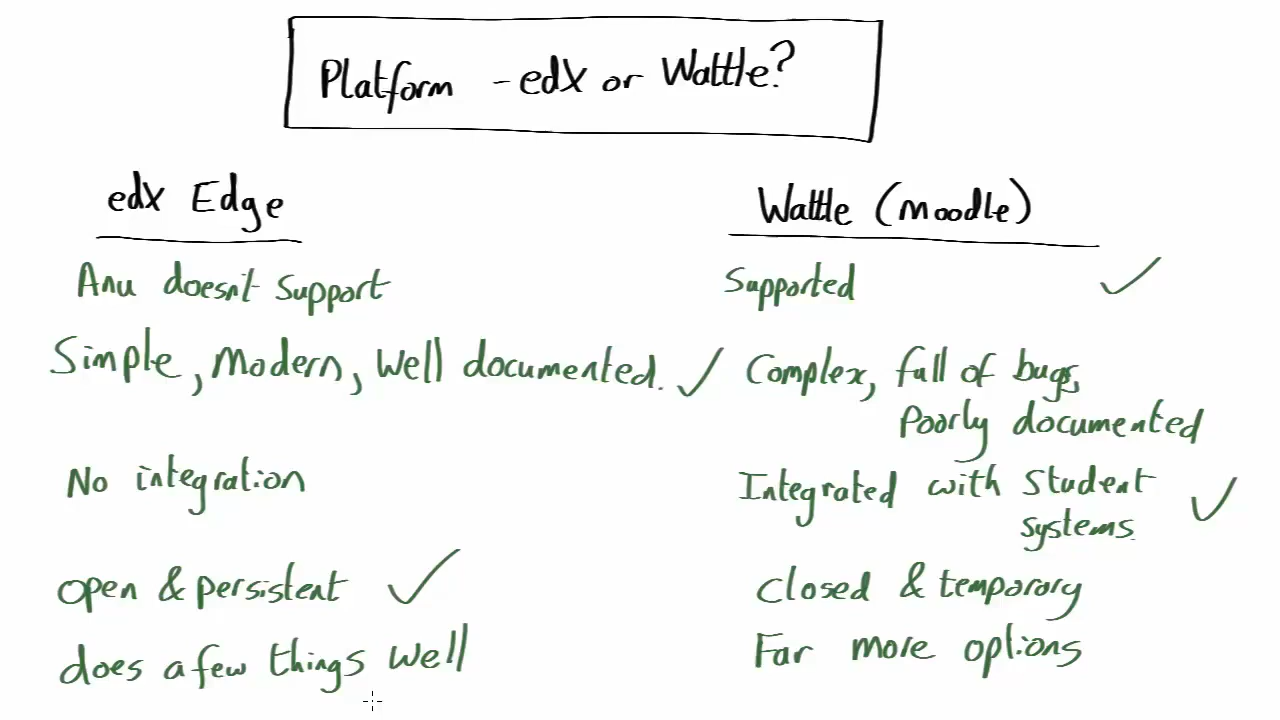 Platform - edX or Wattle?
edX Edge
Wattle (Moodle)
Anu doesn't support
Supported
Simple, Modern, Well documented.
Complex, full of bugs,
Poorly documented
No integration
Integrated with Student
systems.
open & persistent
closed & temporary
does a few things well
Far more options